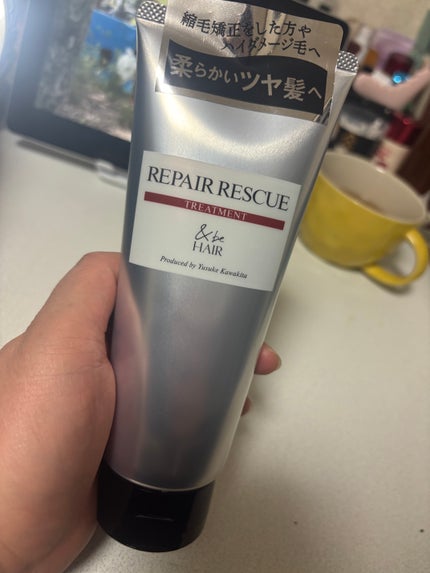 縮毛矯正をした方や
ハイダメージ毛へ
柔らかいツヤ髪へ
REPAIR RESCUE
TREATMENT
&be
HAIR
Produced by Yusuke Kawakita